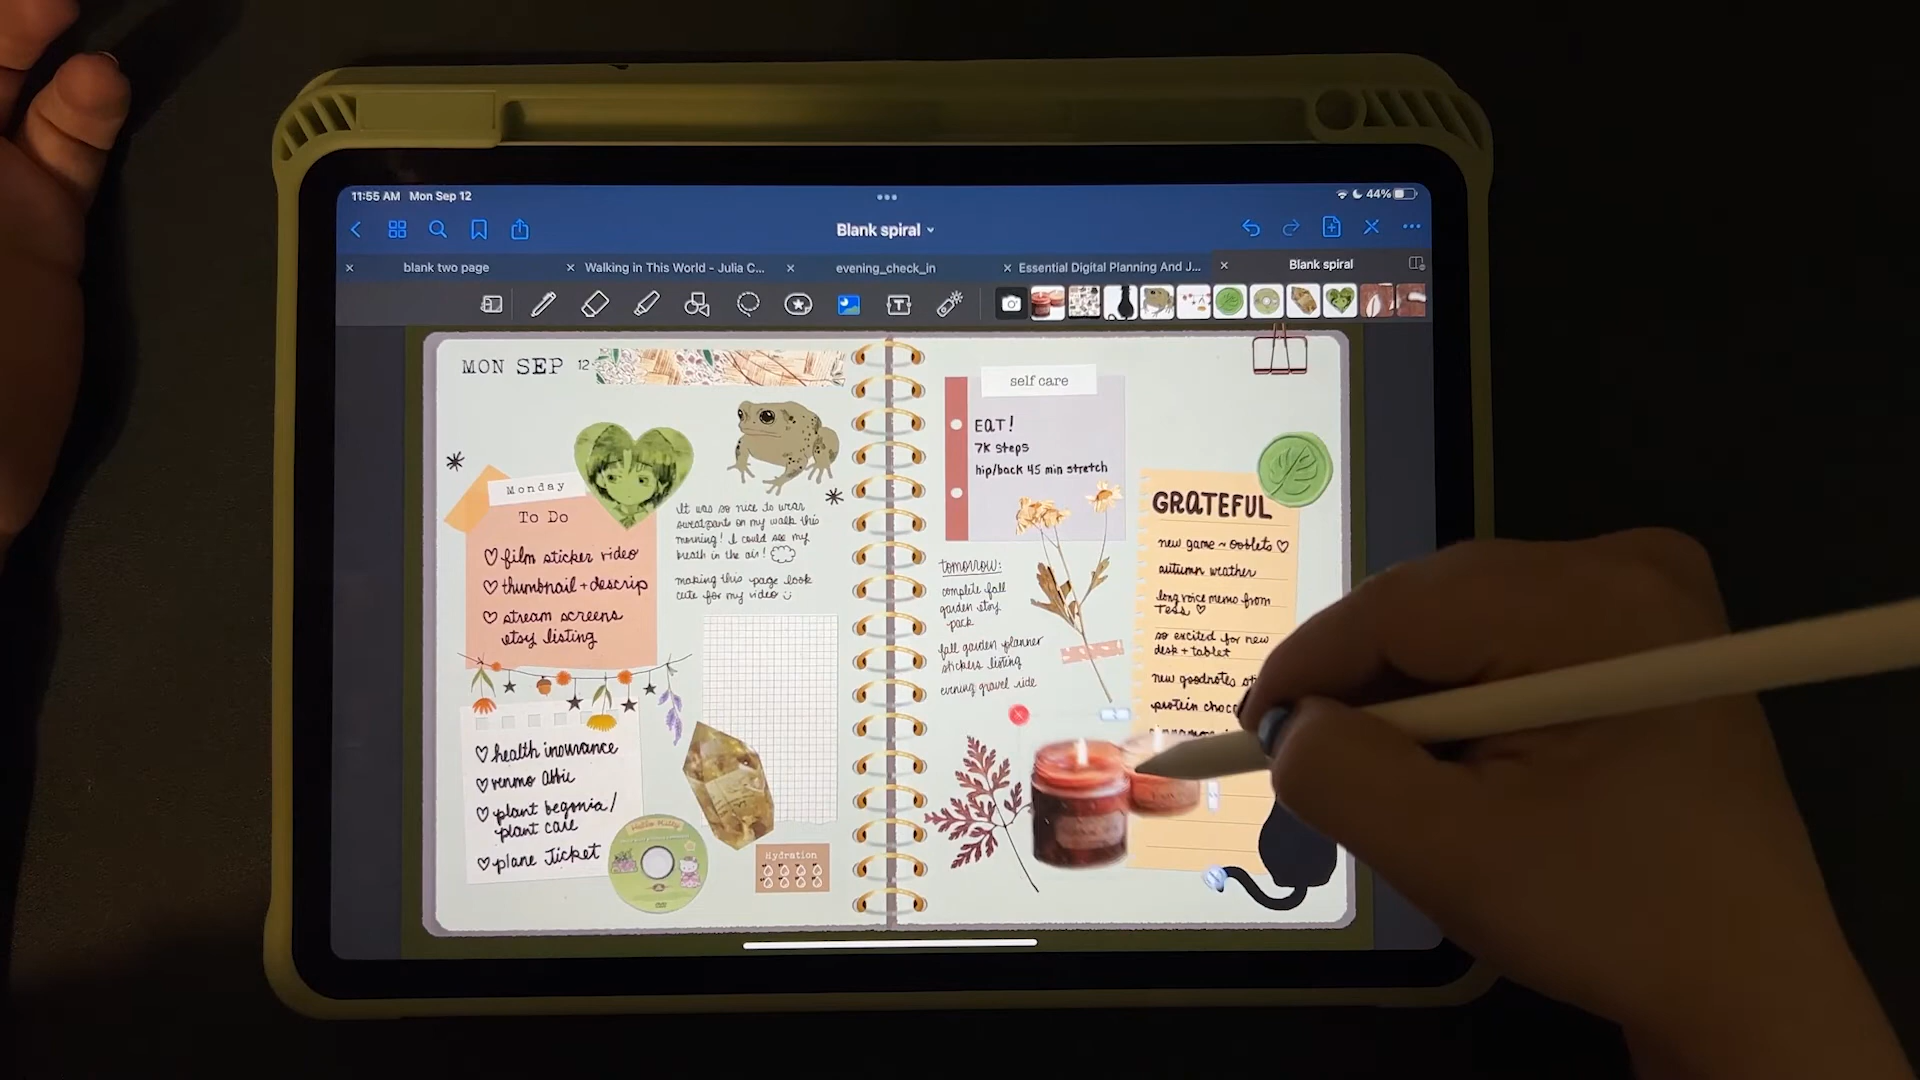 11:55 AM Mon Sep 12
44%
Blank spiral
blank two page
Walking in This World - Julia C...
evening_check_in
Essential Digital Planning And J...
Blank spiral
MON SEP 12
Monday
To Do
film sticker video
thumbnail + descrip
stream screens
etsy listing
health insurance
venmo abbie
plant begonia/
plant care
plane ticket
It was so nice to wear
sweatpants on my walk this
morning! I could see my
breath in the air!
making this page look
cute for my video
Hello Kitty
DVD
Hydration
self care
EAT!
7K steps
hip/back 45 min stretch
tomorrow:
complete fall
garden etsy
pack
fall garden planner
stickers listing
evening gravel ride
GRATEFUL
new game ~ ooblets
autumn weather
long voice memo from
Tess
so excited for new
desk + tablet
new goodnotes
protein